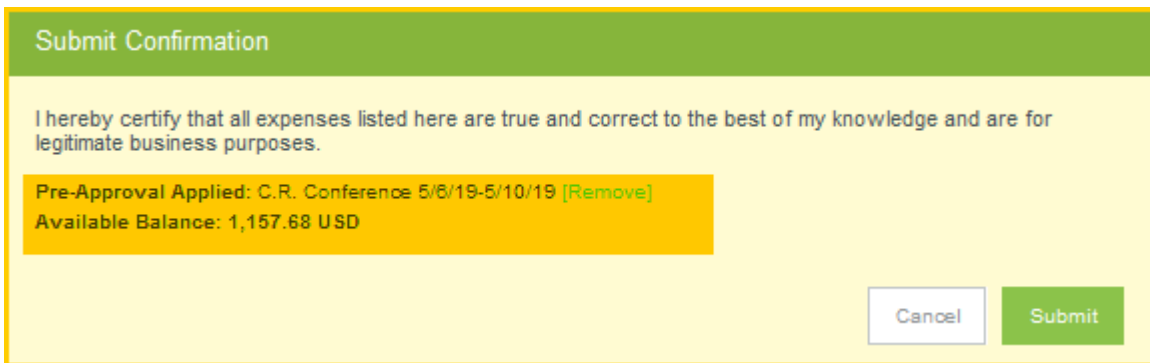 Submit Confirmation
I hereby certify that all expenses listed here are true and correct to the best of my knowledge and are for
legitimate business purposes.
Pre-Approval Applied: C.R. Conference 5/6/19-5/10/19 [Remove]
Available Balance: 1,157.68 USD
Cancel Submit